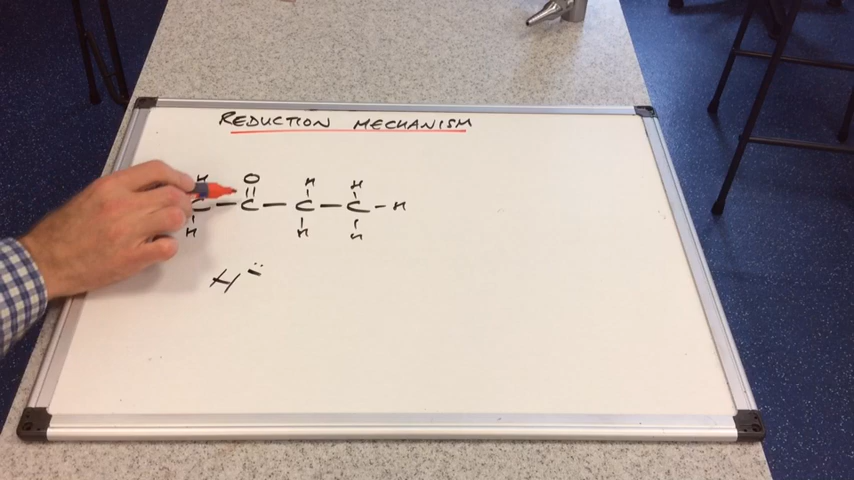 REDUCTION MECHANISM
H O H H
C — C — C — C – H
H H H
H:⁻